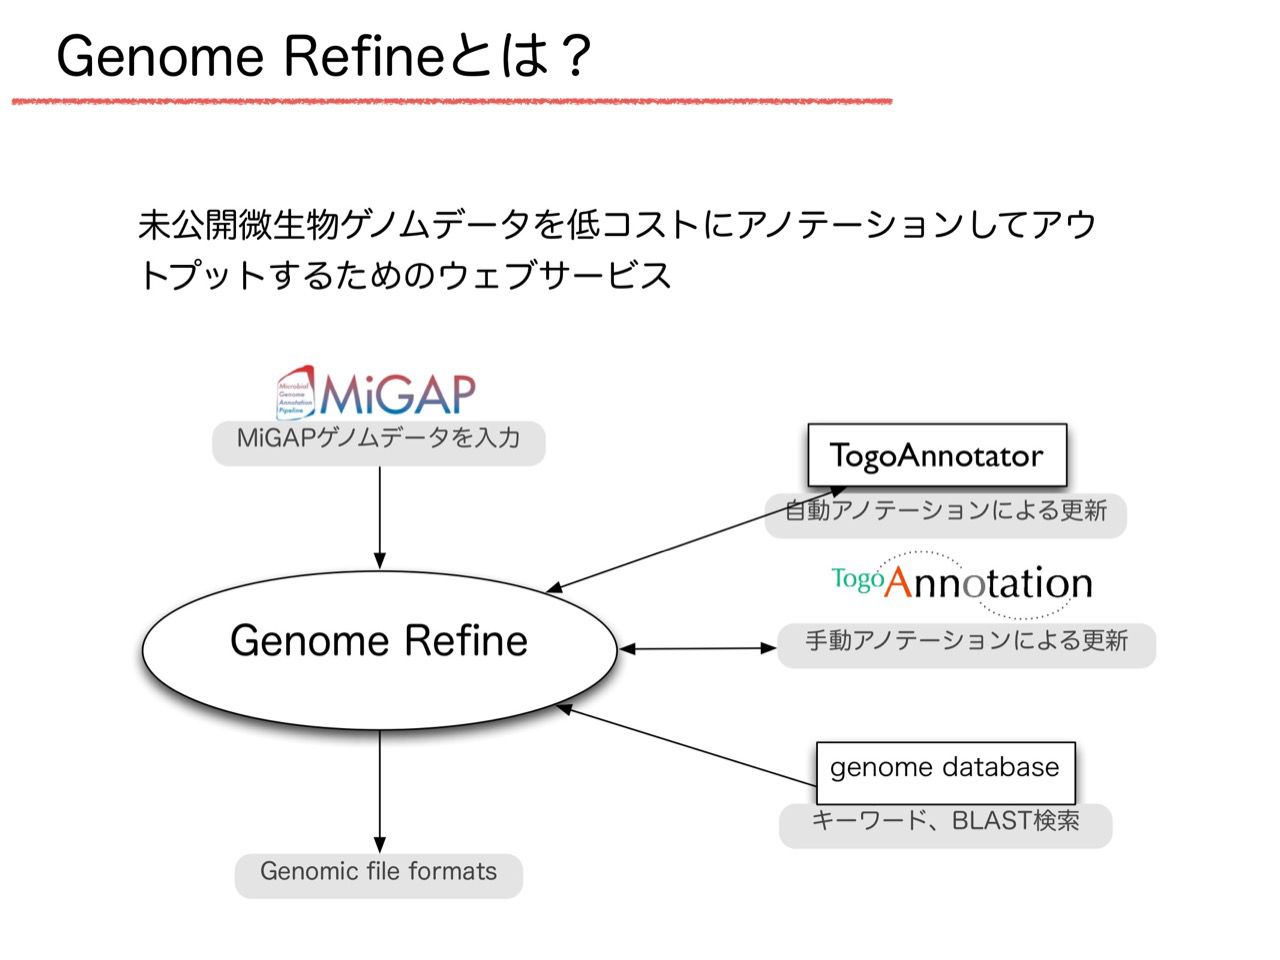 Genome Refineとは？
未公開微生物ゲノムデータを低コストにアノテーションしてアウ
トプットするためのウェブサービス
Microbial
Genome
Annotation
Pipeline
MiGAP
MiGAPゲノムデータを入力
TogoAnnotator
自動アノテーションによる更新
TogoAnnotation
手動アノテーションによる更新
Genome Refine
genome database
キーワード、BLAST検索
Genomic file formats